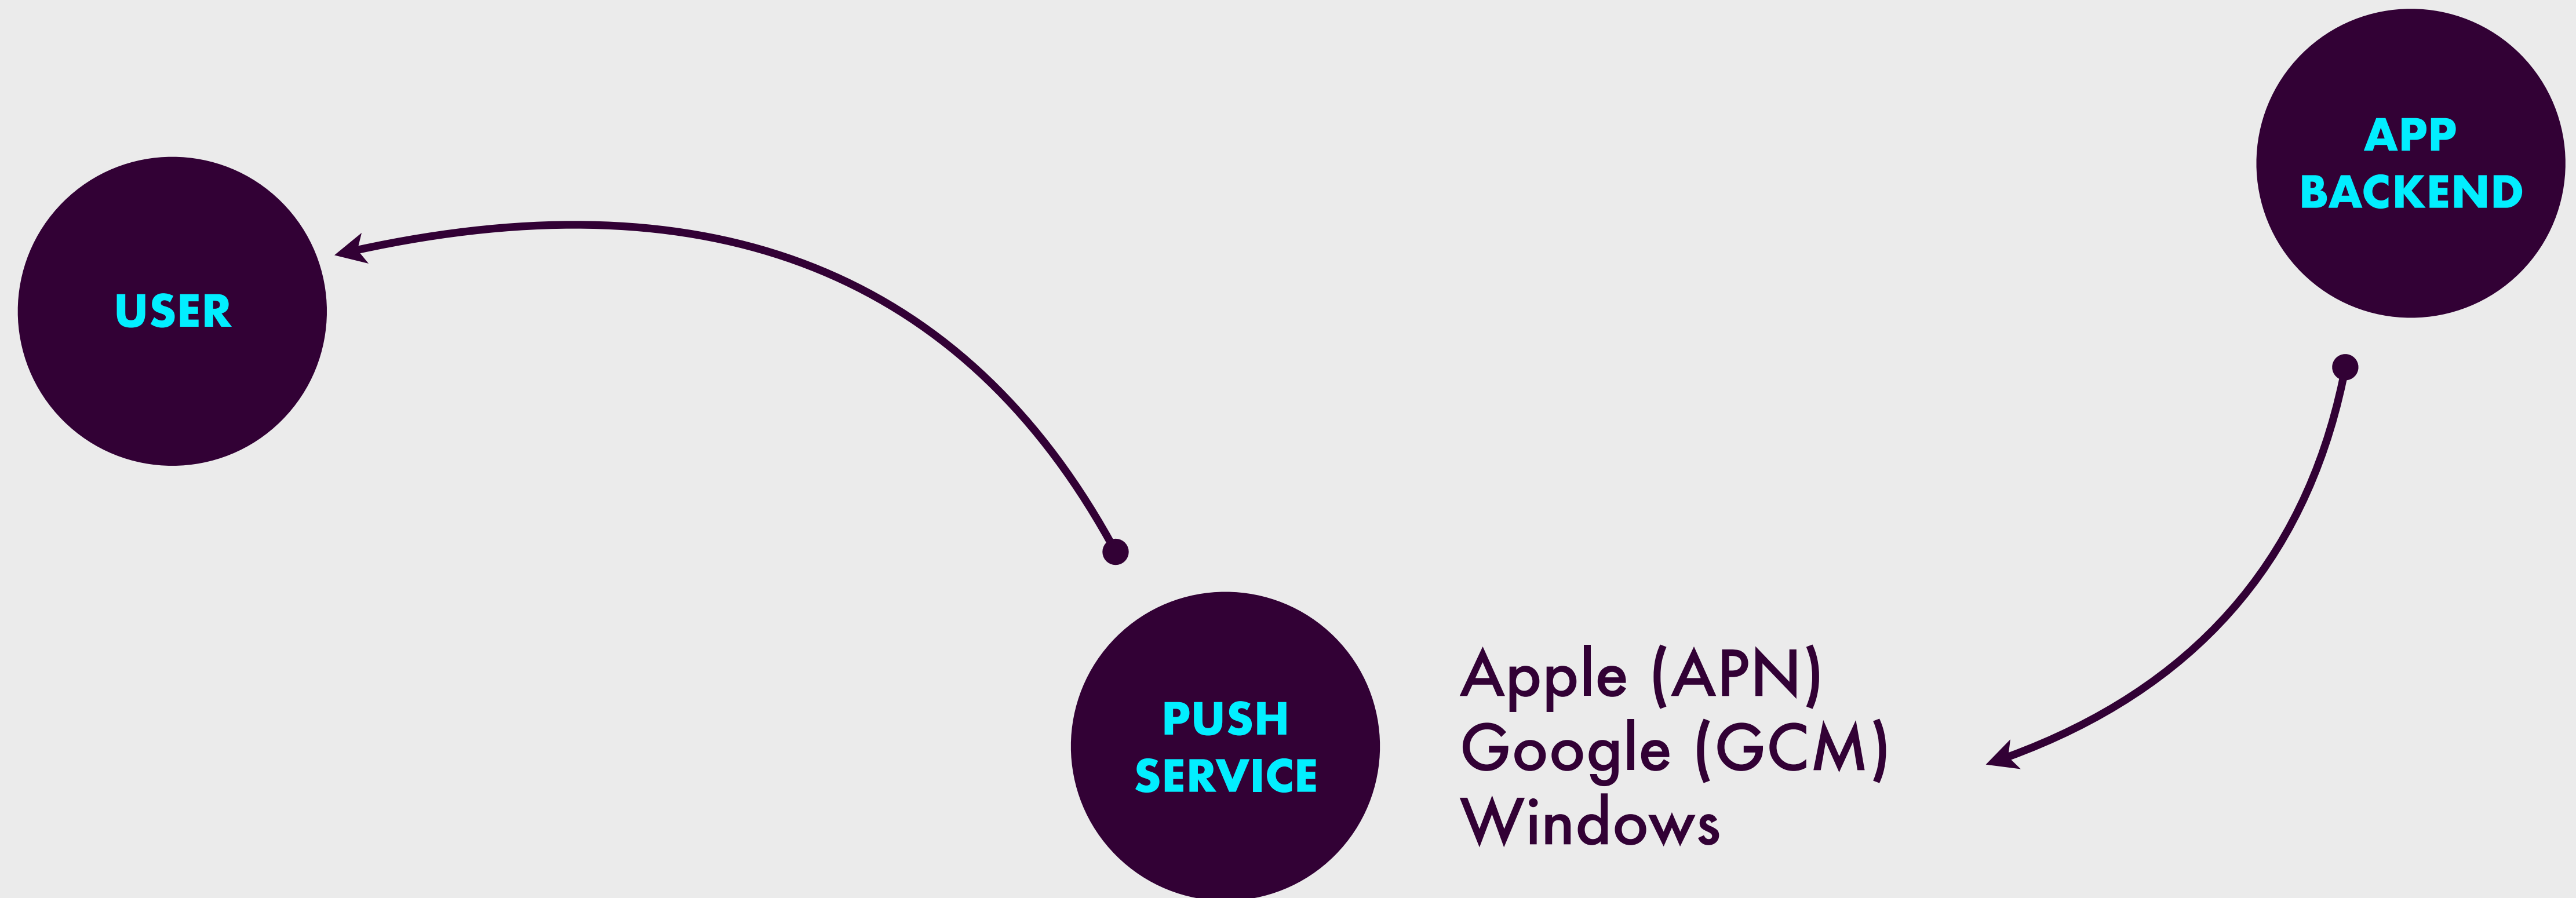 USER
APP
BACKEND
PUSH
SERVICE
Apple (APN)
Google (GCM)
Windows